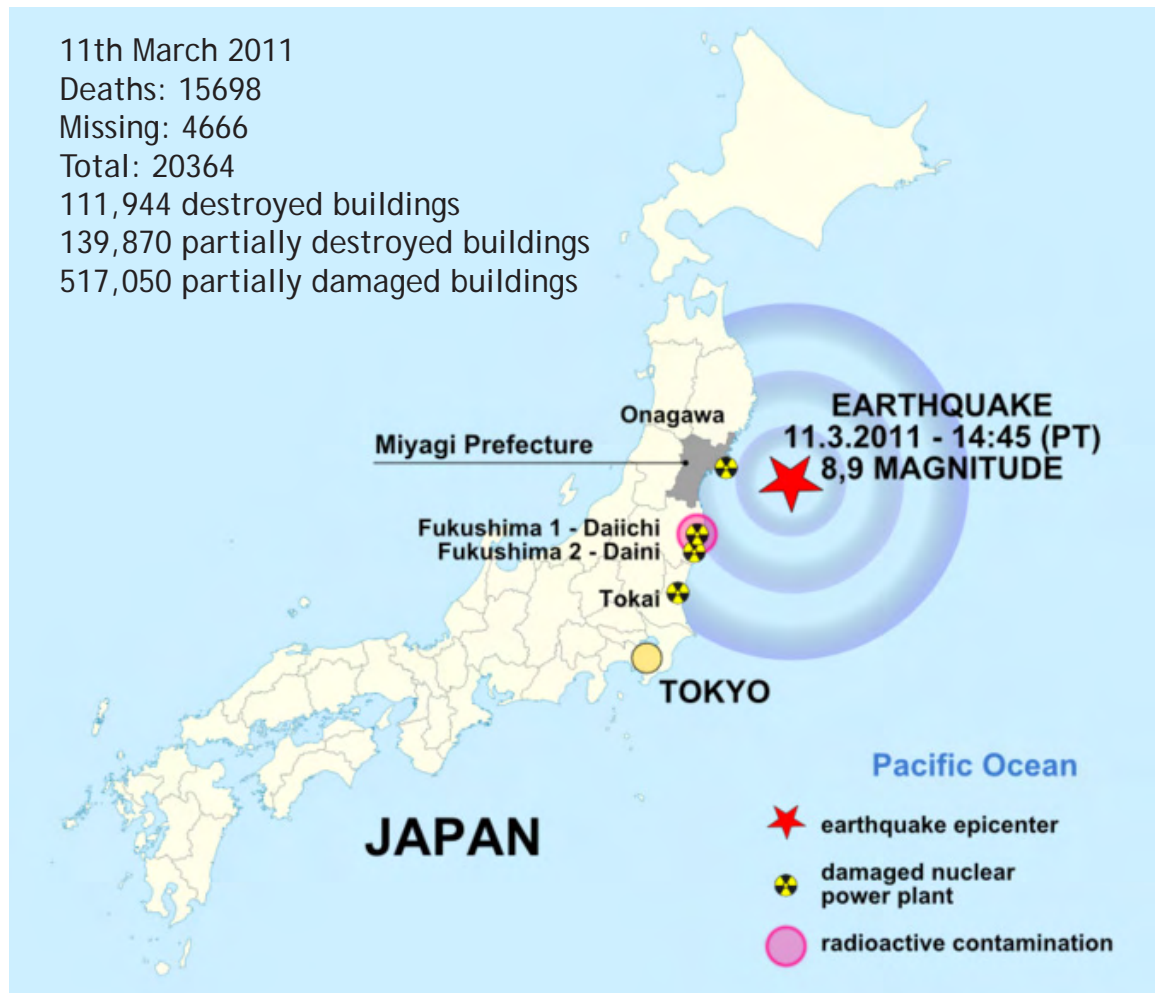 11th March 2011
Deaths: 15698
Missing: 4666
Total: 20364
111,944 destroyed buildings
139,870 partially destroyed buildings
517,050 partially damaged buildings
EARTHQUAKE
11.3.2011 - 14:45 (PT)
8,9 MAGNITUDE
Onagawa
Miyagi Prefecture
Fukushima 1 - Daiichi
Fukushima 2 - Daini
Tokai
TOKYO
JAPAN
Pacific Ocean
earthquake epicenter
damaged nuclear
power plant
radioactive contamination